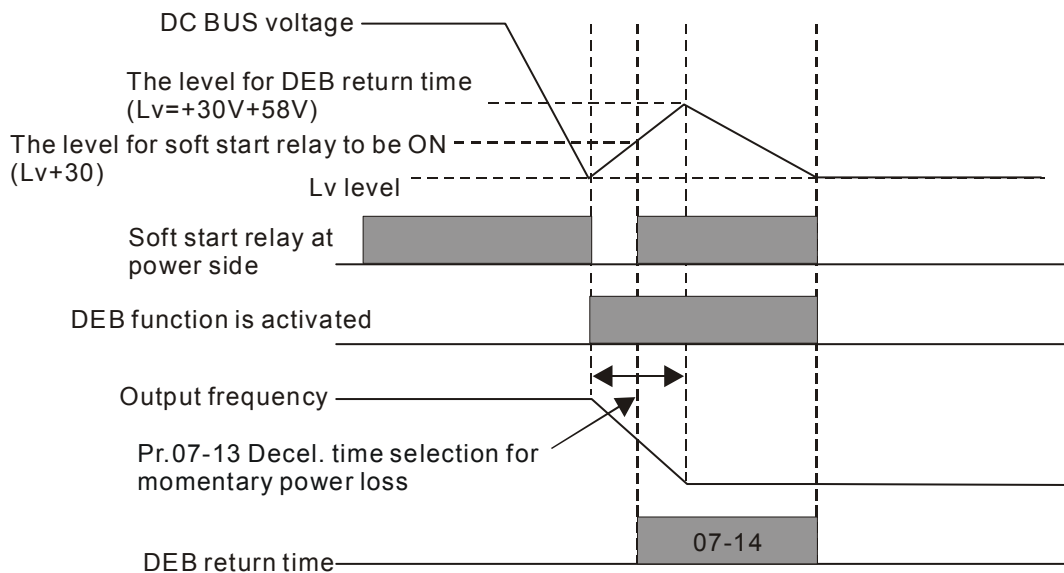 DC BUS voltage
The level for DEB return time
(Lv=+30V+58V)
The level for soft start relay to be ON
(Lv+30)
Lv level
Soft start relay at
power side
DEB function is activated
Output frequency
Pr.07-13 Decel. time selection for
momentary power loss
07-14
DEB return time